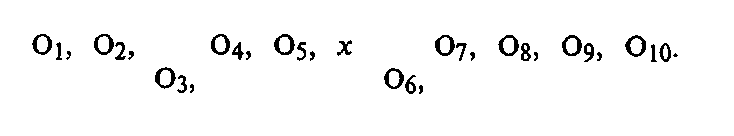 O₁, O₂, O₄, O₅, x O₇, O₈, O₉, O₁₀.
O₃, O₆,